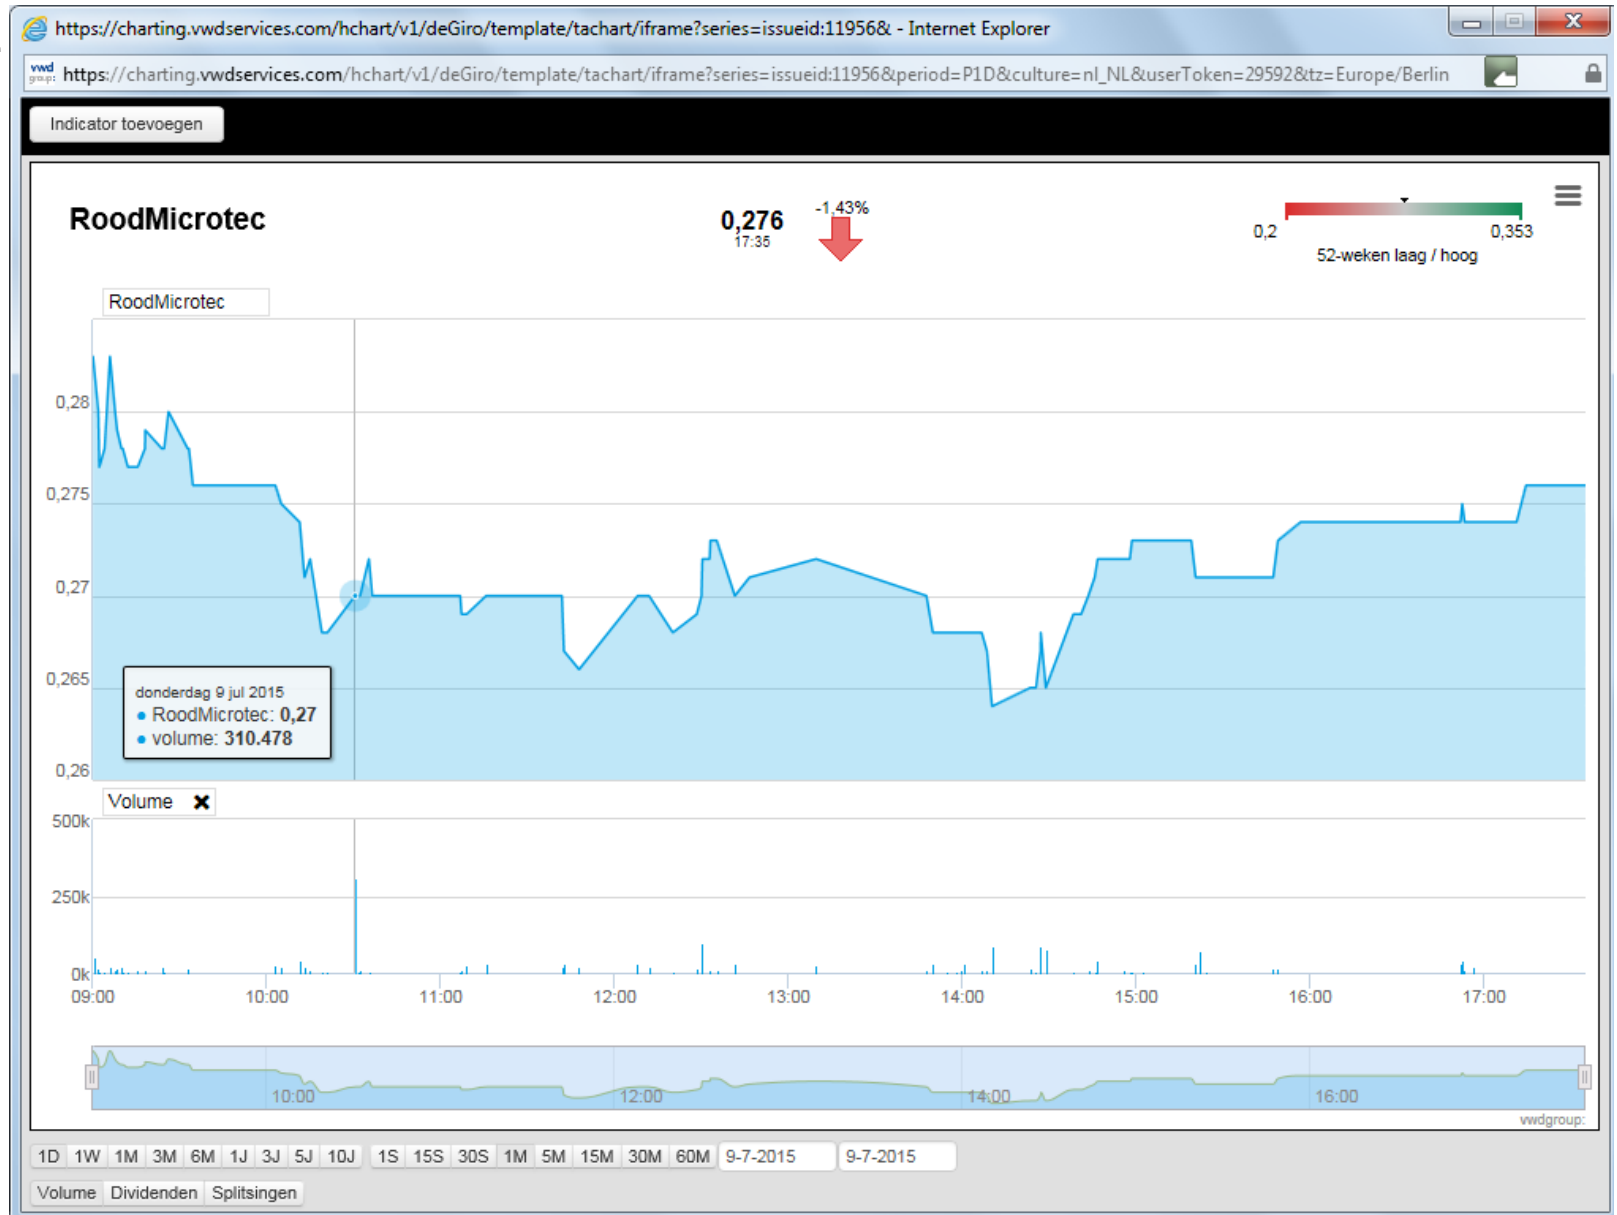 https://charting.vwdservices.com/hchart/v1/deGiro/template/tachart/iframe?series=issueid:11956& - Internet Explorer
vwd group: https://charting.vwdservices.com/hchart/v1/deGiro/template/tachart/iframe?series=issueid:11956&period=P1D&culture=nl_NL&userToken=29592&tz=Europe/Berlin
Indicator toevoegen
RoodMicrotec
0,276
17:35
-1,43%
0,2 0,353
52-weken laag / hoog
RoodMicrotec
0,28
0,275
0,27
0,265
0,26
donderdag 9 jul 2015
• RoodMicrotec: 0,27
• volume: 310.478
Volume ✖
500k
250k
0k
09:00 10:00 11:00 12:00 13:00 14:00 15:00 16:00 17:00
10:00 12:00 14:00 16:00
vwdgroup:
1D 1W 1M 3M 6M 1J 3J 5J 10J 1S 15S 30S 1M 5M 15M 30M 60M 9-7-2015 9-7-2015
Volume Dividenden Splitsingen